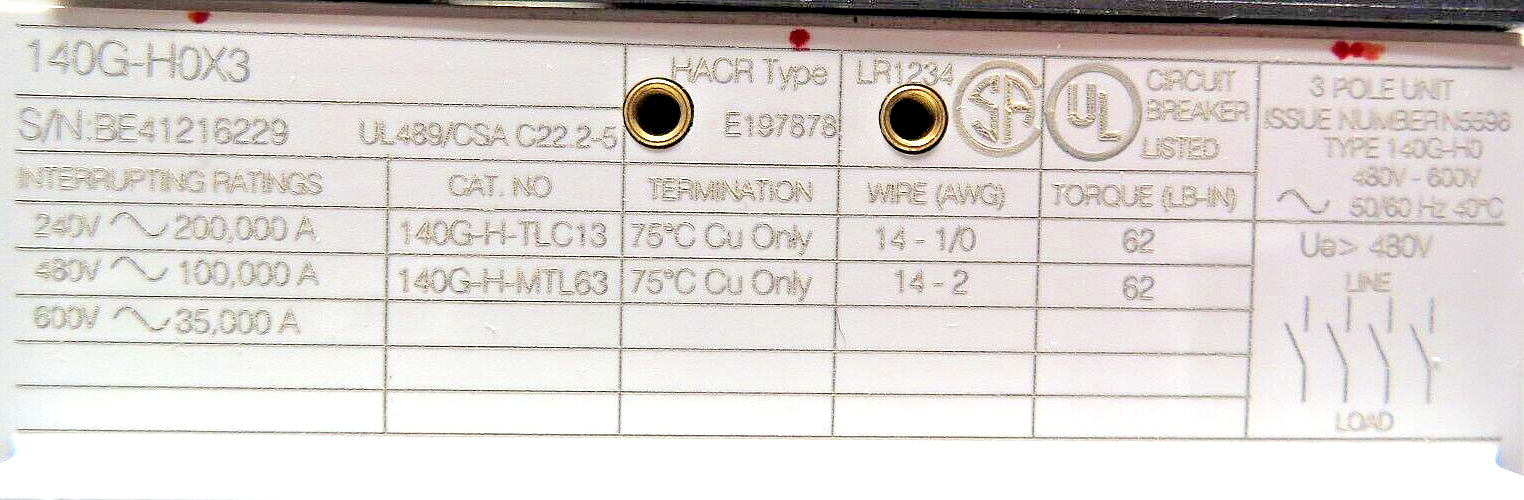 140G-H0X3
HACR Type
LR1234
SA
UL
CIRCUIT
BREAKER
LISTED
3 POLE UNIT
ISSUE NUMBER N5596
TYPE 140G-H0
480V - 600V
50/60 Hz 40°C
S/N:BE41216229
UL489/CSA C22.2-5
E197878
INTERRUPTING RATINGS
CAT. NO
TERMINATION
WIRE (AWG)
TORQUE (LB-IN)
240V ∿ 200,000 A
140G-H-TLC13
75°C Cu Only
14 - 1/0
62
Ue> 480V
480V ∿ 100,000 A
140G-H-MTL63
75°C Cu Only
14 - 2
62
LINE
600V ∿ 35,000 A
LOAD